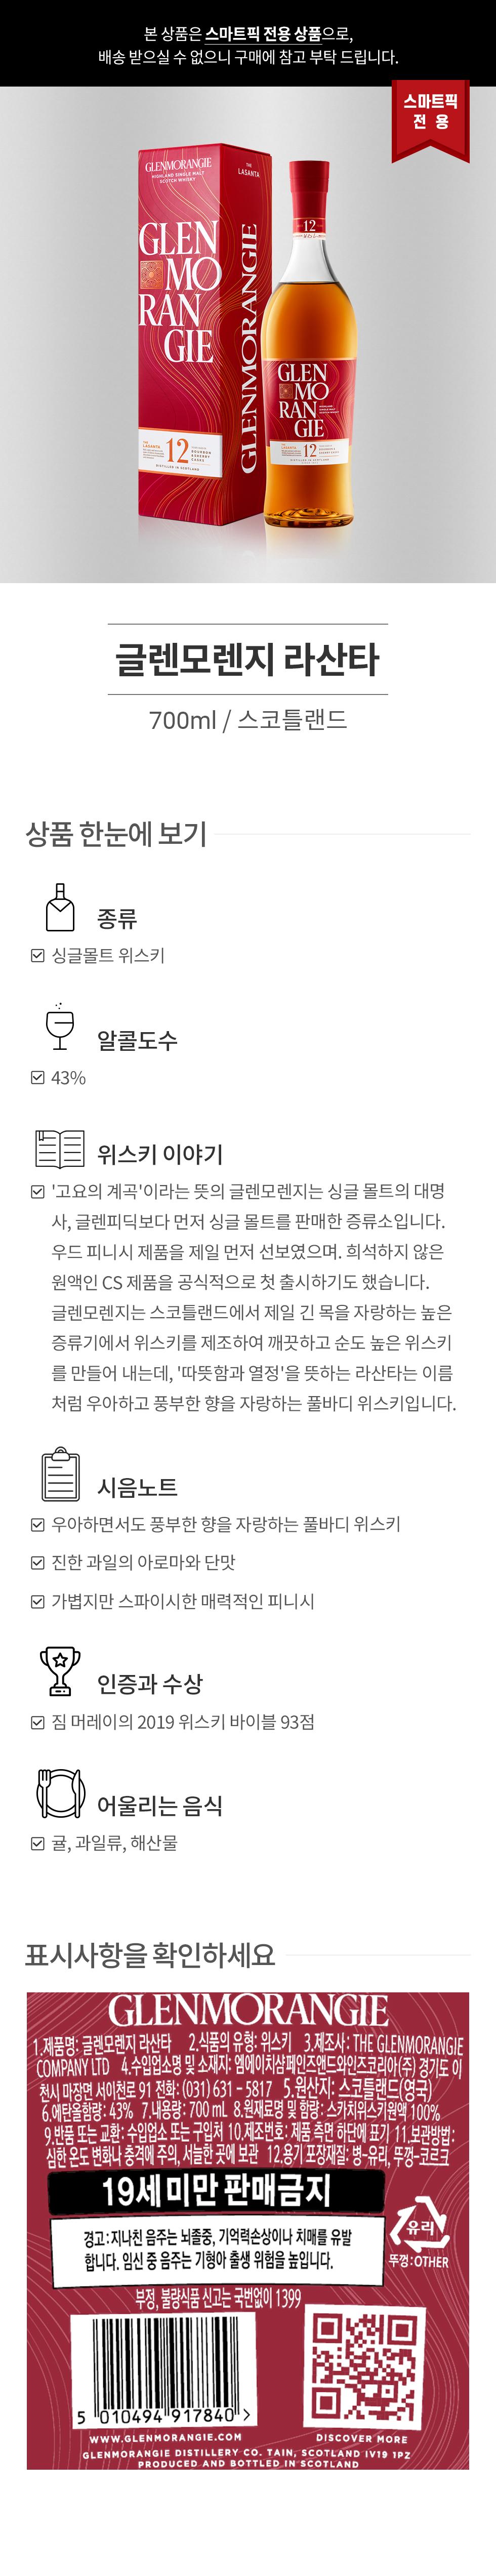 본 상품은 스마트픽 전용 상품으로,
배송 받으실 수 없으니 구매에 참고 부탁 드립니다.
스마트픽
전 용
GLENMORANGIE
HIGHLAND SINGLE MALT
SCOTCH WHISKY
THE
LASANTA
GLEN
MO
RAN
GIE
GLENMORANGIE
THE
LASANTA
12
BOURBON
& SHERRY
CASKS
DISTILLED IN SCOTLAND
12
GLEN
MO
RAN
GIE
HIGHLAND
SINGLE MALT
SCOTCH WHISKY
THE
LASANTA
12
DISTILLED IN SCOTLAND
글렌모렌지 라산타
700ml / 스코틀랜드
상품 한눈에 보기
종류
싱글몰트 위스키
알콜도수
43%
위스키 이야기
'고요의 계곡'이라는 뜻의 글렌모렌지는 싱글 몰트의 대명
사, 글렌피딕보다 먼저 싱글 몰트를 판매한 증류소입니다.
우드 피니시 제품을 제일 먼저 선보였으며. 희석하지 않은
원액인 CS 제품을 공식적으로 첫 출시하기도 했습니다.
글렌모렌지는 스코틀랜드에서 제일 긴 목을 자랑하는 높은
증류기에서 위스키를 제조하여 깨끗하고 순도 높은 위스키
를 만들어 내는데, '따뜻함과 열정'을 뜻하는 라산타는 이름
처럼 우아하고 풍부한 향을 자랑하는 풀바디 위스키입니다.
시음노트
우아하면서도 풍부한 향을 자랑하는 풀바디 위스키
진한 과일의 아로마와 단맛
가볍지만 스파이시한 매력적인 피니시
인증과 수상
짐 머레이의 2019 위스키 바이블 93점
어울리는 음식
귤, 과일류, 해산물
표시사항을 확인하세요
GLENMORANGIE
1.제품명: 글렌모렌지 라산타 2.식품의 유형: 위스키 3.제조사: THE GLENMORANGIE
COMPANY LTD 4.수입업소명 및 소재지: 엠에이치샴페인즈앤드와인즈코리아(주) 경기도 이
천시 마장면 서이천로 91 전화: (031) 631 - 5817 5.원산지: 스코틀랜드(영국)
6.에탄올함량: 43% 7.내용량: 700 mL 8.원재료명 및 함량: 스카치위스키원액 100%
9.반품 또는 교환: 수입업소 또는 구입처 10.제조번호: 제품 측면 하단에 표기 11.보관방법:
심한 온도 변화나 충격에 주의, 서늘한 곳에 보관 12.용기 포장재질: 병-유리, 뚜껑-코르크
19세 미만 판매금지
경고 : 지나친 음주는 뇌졸중, 기억력손상이나 치매를 유발
합니다. 임신 중 음주는 기형아 출생 위험을 높입니다.
유리
뚜껑 : OTHER
부정, 불량식품 신고는 국번없이 1399
5 010494 917840 >
WWW.GLENMORANGIE.COM
DISCOVER MORE
GLENMORANGIE DISTILLERY CO. TAIN, SCOTLAND IV19 1PZ
PRODUCED AND BOTTLED IN SCOTLAND